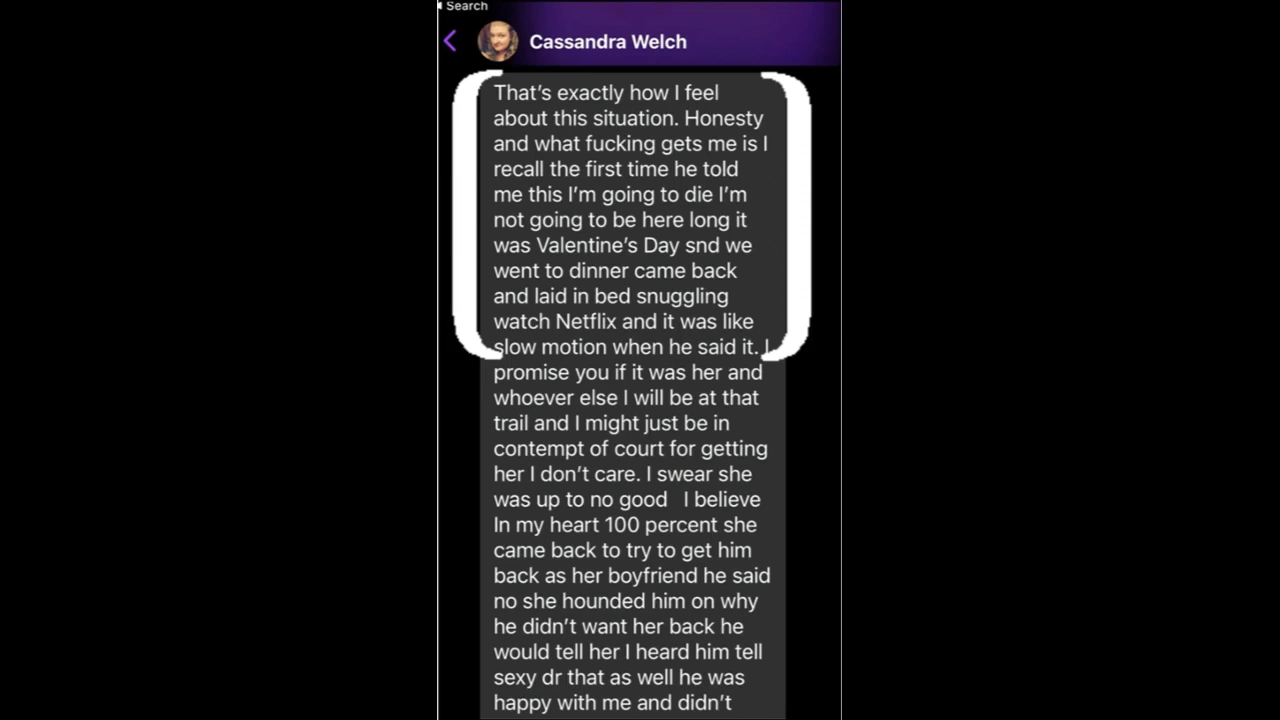 Search
Cassandra Welch
That's exactly how I feel
about this situation. Honesty
and what fucking gets me is I
recall the first time he told
me this I'm going to die I'm
not going to be here long it
was Valentine's Day snd we
went to dinner came back
and laid in bed snuggling
watch Netflix and it was like
slow motion when he said it. I
promise you if it was her and
whoever else I will be at that
trail and I might just be in
contempt of court for getting
her I don't care. I swear she
was up to no good   I believe
In my heart 100 percent she
came back to try to get him
back as her boyfriend he said
no she hounded him on why
he didn't want her back he
would tell her I heard him tell
sexy dr that as well he was
happy with me and didn't